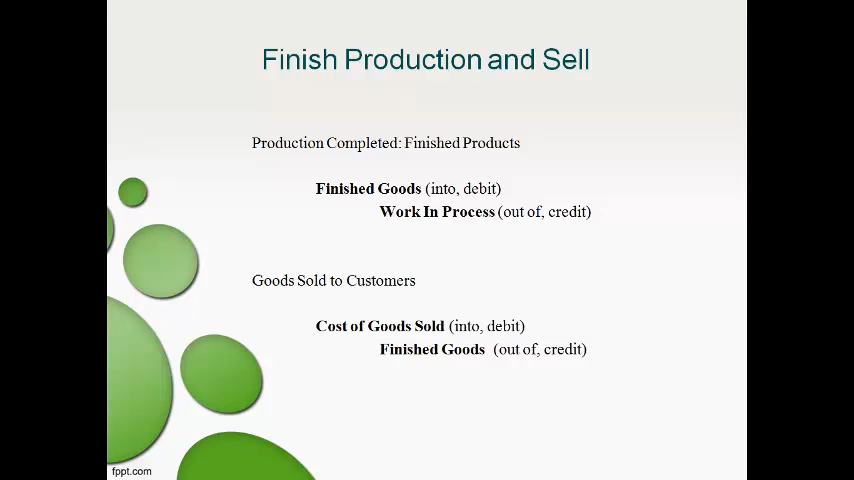 Finish Production and Sell
Production Completed: Finished Products
Finished Goods (into, debit)
Work In Process (out of, credit)
Goods Sold to Customers
Cost of Goods Sold (into, debit)
Finished Goods (out of, credit)
fppt.com